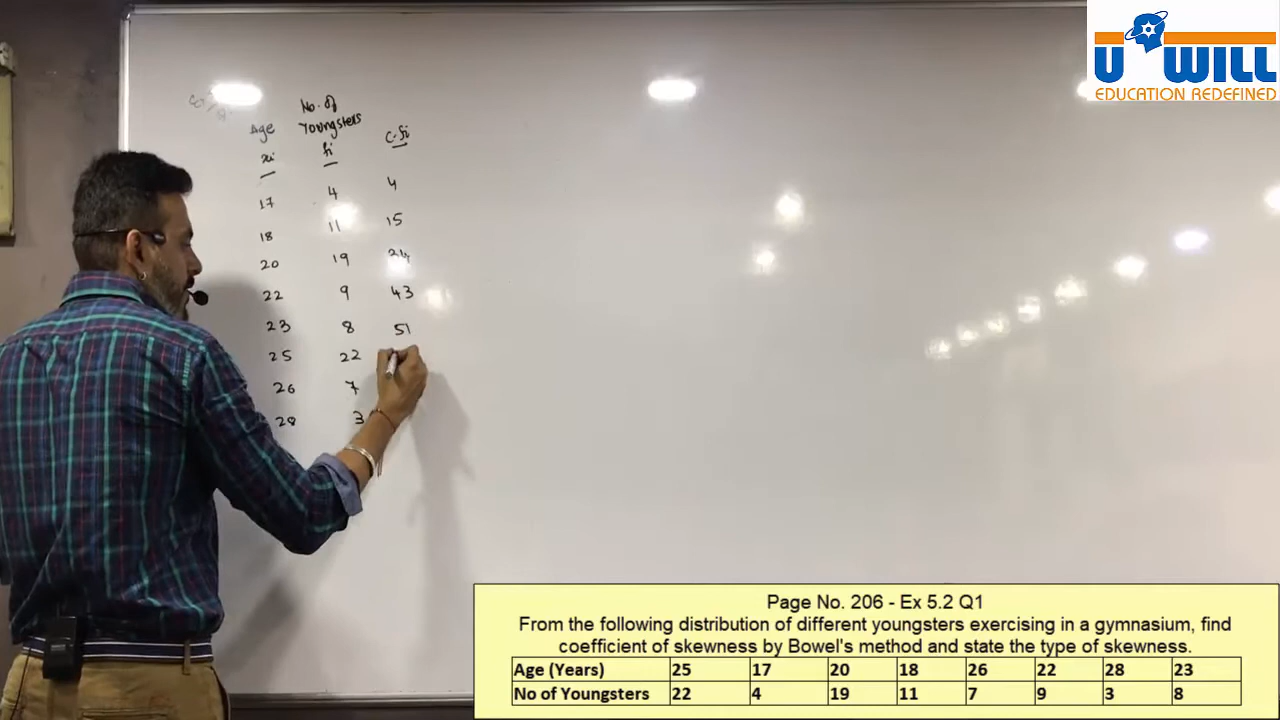 U WILL
EDUCATION REDEFINED
No. of
Age Youngsters c.fi
xi fi
17 4 4
18 11 15
20 19
22 9 43
23 8 51
25 22
26 7
28 3
Page No. 206 - Ex 5.2 Q1
From the following distribution of different youngsters exercising in a gymnasium, find
coefficient of skewness by Bowel's method and state the type of skewness.
Age (Years) 25 17 20 18 26 22 28 23
No of Youngsters 22 4 19 11 7 9 3 8